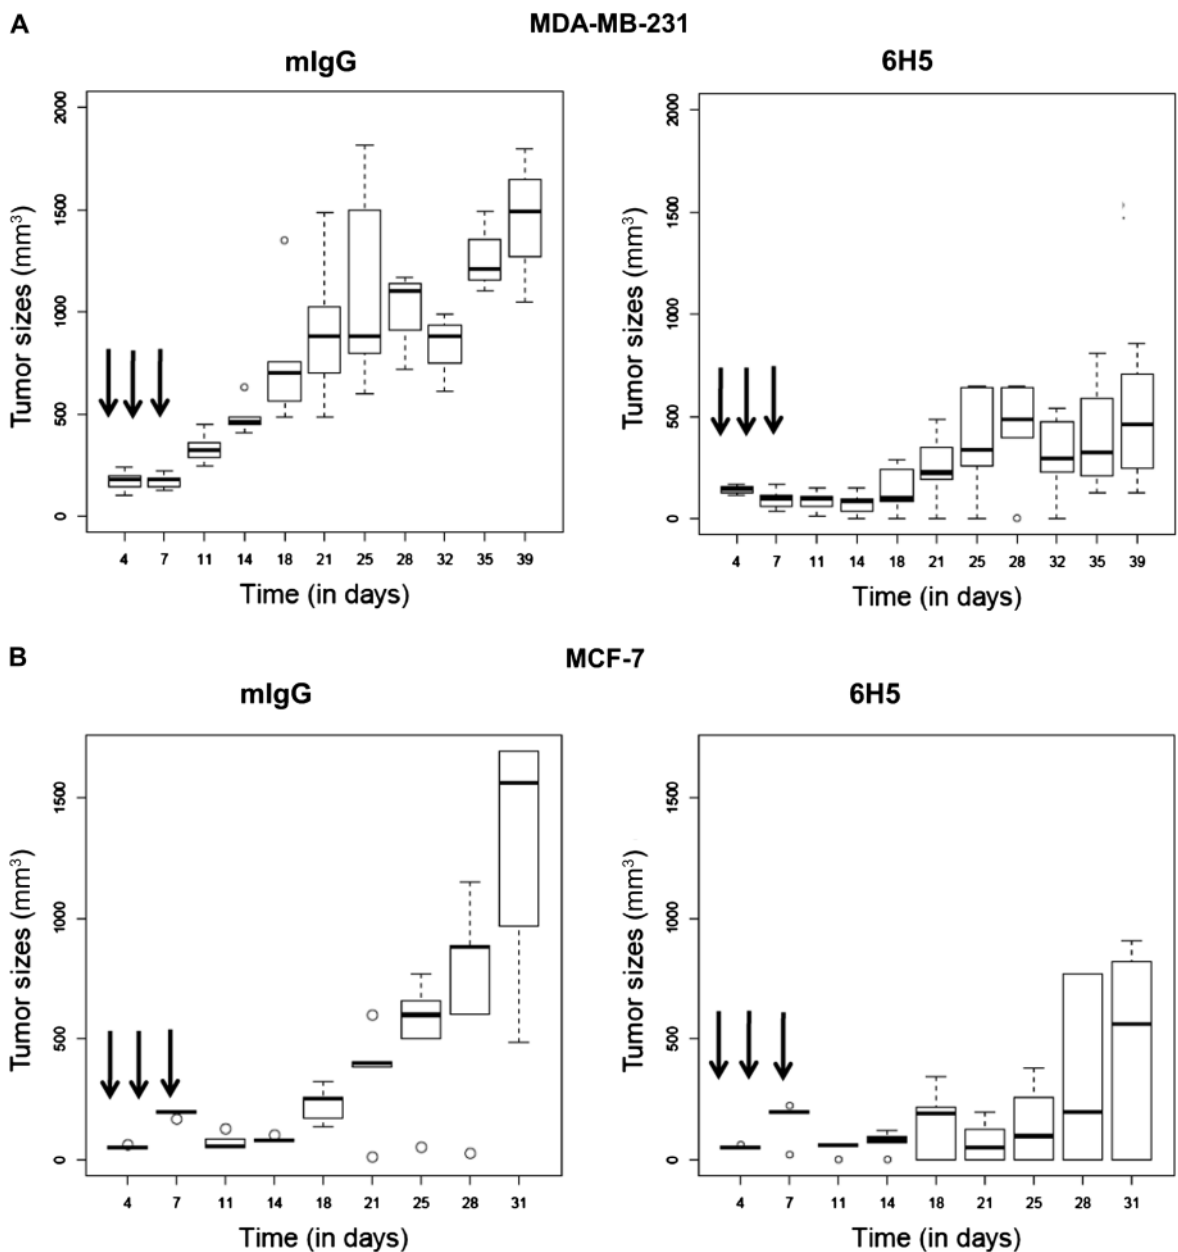 A
MDA-MB-231
mIgG
6H5
Tumor sizes (mm³)
2000
1500
1000
500
0
4 7 11 14 18 21 25 28 32 35 39
Time (in days)
Tumor sizes (mm³)
2000
1500
1000
500
0
4 7 11 14 18 21 25 28 32 35 39
Time (in days)
B
MCF-7
mIgG
6H5
Tumor sizes (mm³)
1500
1000
500
0
4 7 11 14 18 21 25 28 31
Time (in days)
Tumor sizes (mm³)
1500
1000
500
0
4 7 11 14 18 21 25 28 31
Time (in days)